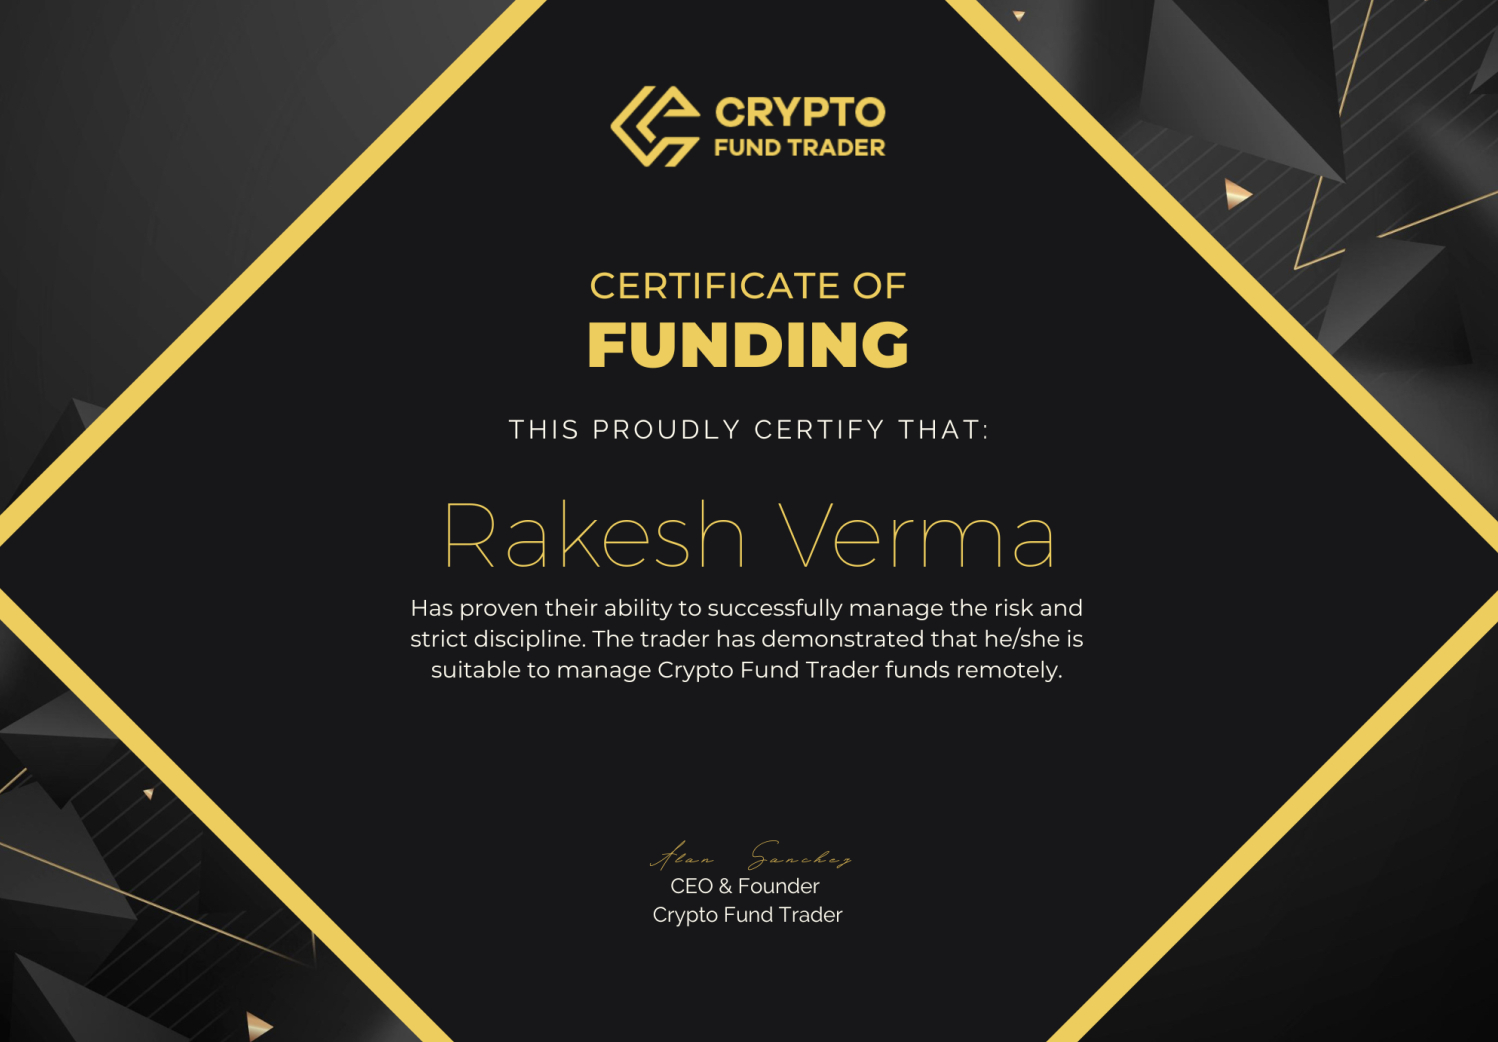 CRYPTO
FUND TRADER
CERTIFICATE OF
FUNDING
THIS PROUDLY CERTIFY THAT:
Rakesh Verma
Has proven their ability to successfully manage the risk and
strict discipline. The trader has demonstrated that he/she is
suitable to manage Crypto Fund Trader funds remotely.
Alan Sanchez
CEO & Founder
Crypto Fund Trader